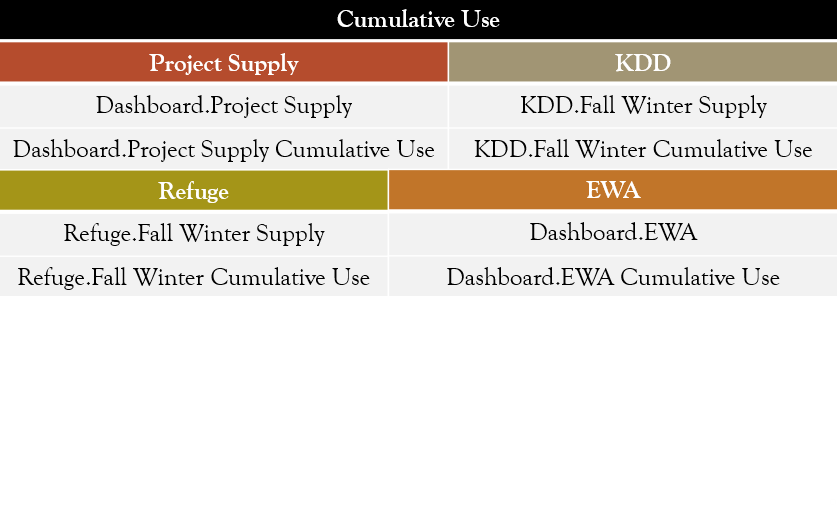 Cumulative Use
Project Supply
KDD
Dashboard.Project Supply
KDD.Fall Winter Supply
Dashboard.Project Supply Cumulative Use
KDD.Fall Winter Cumulative Use
Refuge
EWA
Refuge.Fall Winter Supply
Dashboard.EWA
Refuge.Fall Winter Cumulative Use
Dashboard.EWA Cumulative Use